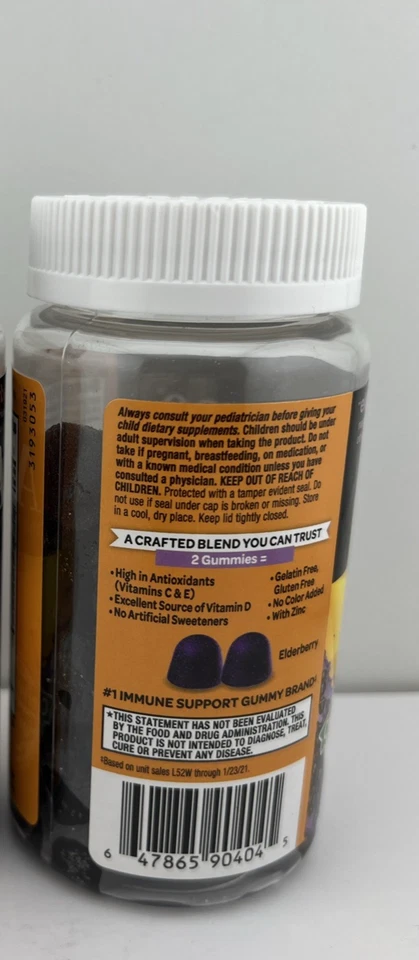 Always consult your pediatrician before giving your
child dietary supplements. Children should be under
adult supervision when taking the product. Do not
take if pregnant, breastfeeding, on medication, or
with a known medical condition unless you have
consulted a physician. KEEP OUT OF REACH OF
CHILDREN. Protected with a tamper evident seal. Do
not use if seal under cap is broken or missing. Store
in a cool, dry place. Keep lid tightly closed.
A CRAFTED BLEND YOU CAN TRUST
2 Gummies =
• High in Antioxidants
(Vitamins C & E)
• Excellent Source of Vitamin D
• No Artificial Sweeteners
• Gelatin Free,
Gluten Free
• No Color Added
• With Zinc
Elderberry
#1 IMMUNE SUPPORT GUMMY BRAND‡
*THIS STATEMENT HAS NOT BEEN EVALUATED
BY THE FOOD AND DRUG ADMINISTRATION. THIS
PRODUCT IS NOT INTENDED TO DIAGNOSE, TREAT,
CURE OR PREVENT ANY DISEASE.
‡Based on unit sales L52W through 1/23/21.
6 47865 90404 5
3193053